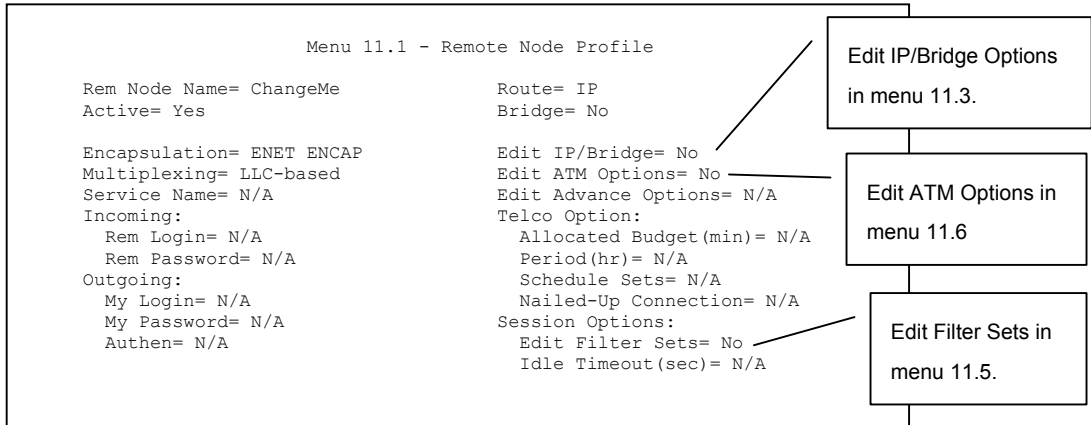 Menu 11.1 - Remote Node Profile
Rem Node Name= ChangeMe Route= IP
Active= Yes Bridge= No
Encapsulation= ENET ENCAP Edit IP/Bridge= No
Multiplexing= LLC-based Edit ATM Options= No
Service Name= N/A Edit Advance Options= N/A
Incoming: Telco Option:
Rem Login= N/A Allocated Budget(min)= N/A
Rem Password= N/A Period(hr)= N/A
Outgoing: Schedule Sets= N/A
My Login= N/A Nailed-Up Connection= N/A
My Password= N/A Session Options:
Authen= N/A Edit Filter Sets= No
Idle Timeout(sec)= N/A
Edit IP/Bridge Options
in menu 11.3.
Edit ATM Options in
menu 11.6
Edit Filter Sets in
menu 11.5.